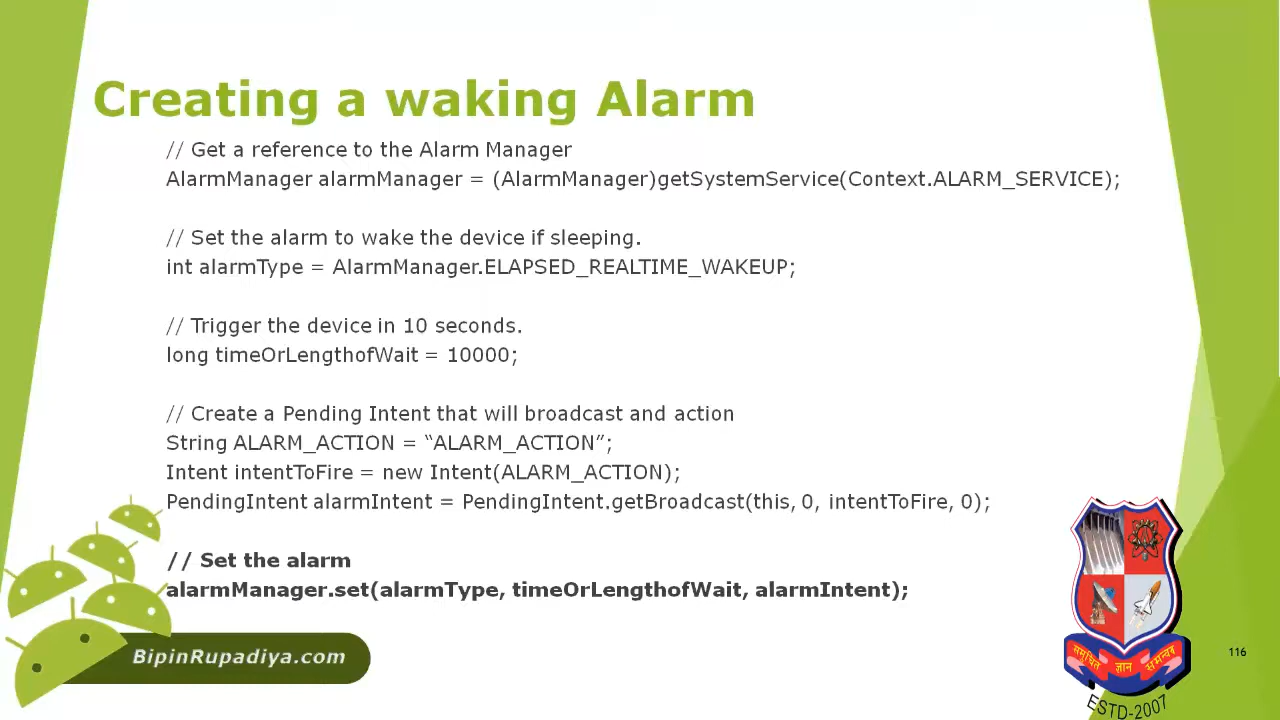 Creating a waking Alarm
// Get a reference to the Alarm Manager
AlarmManager alarmManager = (AlarmManager)getSystemService(Context.ALARM_SERVICE);
// Set the alarm to wake the device if sleeping.
int alarmType = AlarmManager.ELAPSED_REALTIME_WAKEUP;
// Trigger the device in 10 seconds.
long timeOrLengthofWait = 10000;
// Create a Pending Intent that will broadcast and action
String ALARM_ACTION = “ALARM_ACTION”;
Intent intentToFire = new Intent(ALARM_ACTION);
PendingIntent alarmIntent = PendingIntent.getBroadcast(this, 0, intentToFire, 0);
// Set the alarm
alarmManager.set(alarmType, timeOrLengthofWait, alarmIntent);
BipinRupadiya.com
समुचित ज्ञान समन्वय
ESTD-2007
116